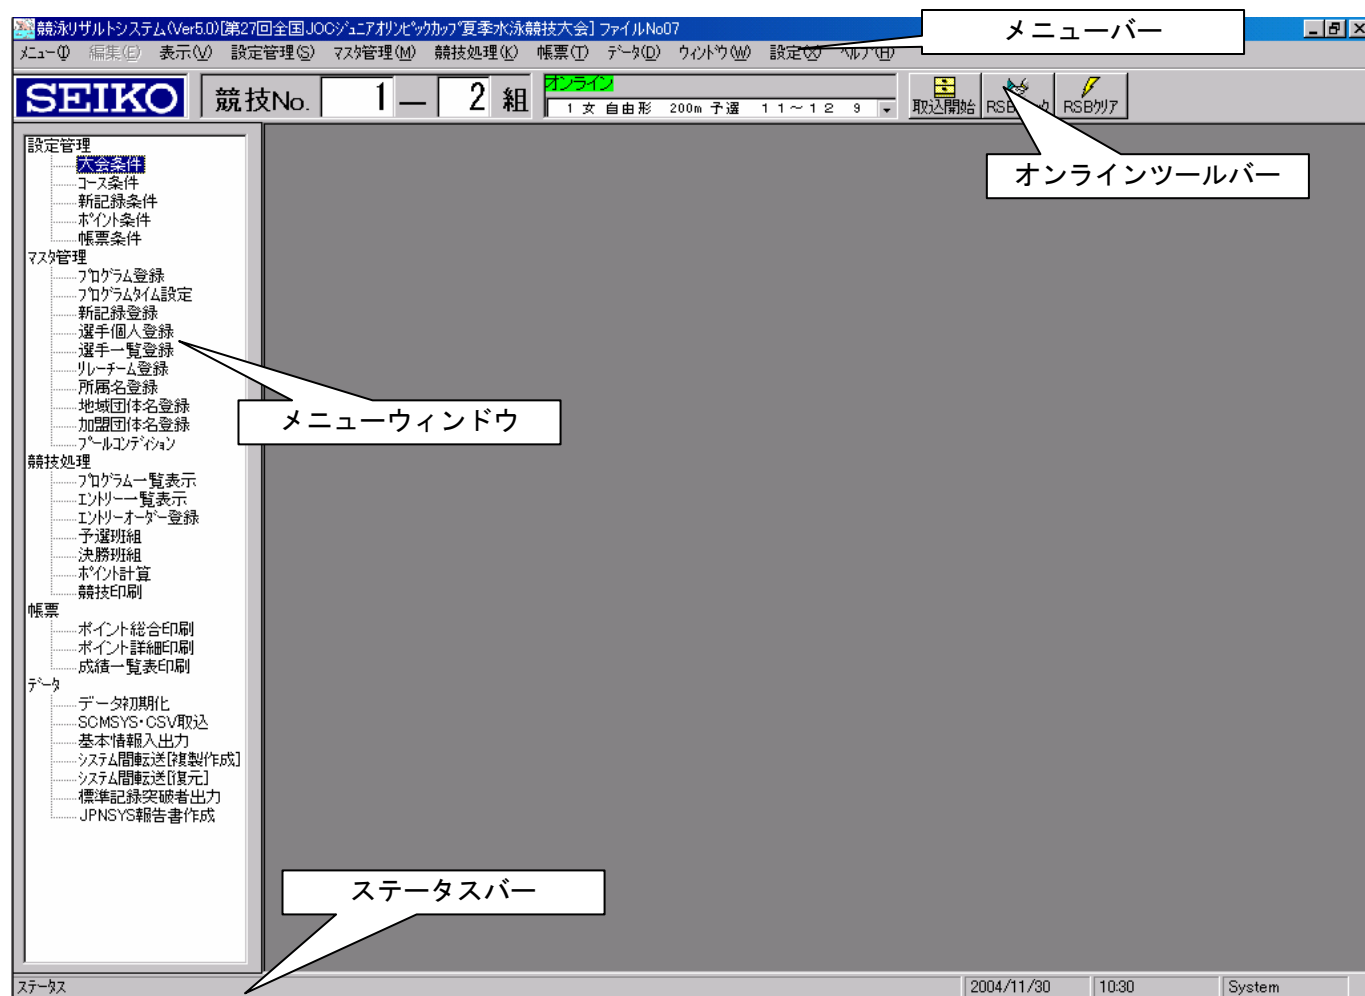 競泳リザルトシステム(Ver5.0)[第27回全国JOCｼﾞｭﾆｱｵﾘﾝﾋﾟｯｸｶｯﾌﾟ夏季水泳競技大会] ファイルNo07
メニューバー
ﾒﾆｭｰ(I) 編集(E) 表示(V) 設定管理(S) ﾏｽﾀ管理(M) 競技処理(K) 帳票(T) ﾃﾞｰﾀ(D) ｳｨﾝﾄﾞｳ(W) 設定(X) ﾍﾙﾌﾟ(H)
SEIKO 競技No. 1 ― 2 組
オンライン
1 女 自由形 200m 予選 11～12 9
取込開始 RSB RSBｸﾘｱ
オンラインツールバー
設定管理
大会条件
ｺｰｽ条件
新記録条件
ﾎﾟｲﾝﾄ条件
帳票条件
ﾏｽﾀ管理
ﾌﾟﾛｸﾞﾗﾑ登録
ﾌﾟﾛｸﾞﾗﾑﾀｲﾑ設定
新記録登録
選手個人登録
選手一覧登録
ﾘﾚｰﾁｰﾑ登録
所属名登録
地域団体名登録
加盟団体名登録
ﾌﾟｰﾙｺﾝﾃﾞｨｼｮﾝ
メニューウィンドウ
競技処理
ﾌﾟﾛｸﾞﾗﾑ一覧表示
ｴﾝﾄﾘｰ一覧表示
ｴﾝﾄﾘｰｵｰﾀﾞｰ登録
予選班組
決勝班組
ﾎﾟｲﾝﾄ計算
競技印刷
帳票
ポイント総合印刷
ポイント詳細印刷
成績一覧表印刷
ﾃﾞｰﾀ
データ初期化
SCMSYS・CSV取込
基本情報入出力
ｼｽﾃﾑ間転送[複製作成]
ｼｽﾃﾑ間転送[復元]
標準記録突破者出力
JPNSYS報告書作成
ステータスバー
ｽﾃｰﾀｽ 2004/11/30 10:30 System